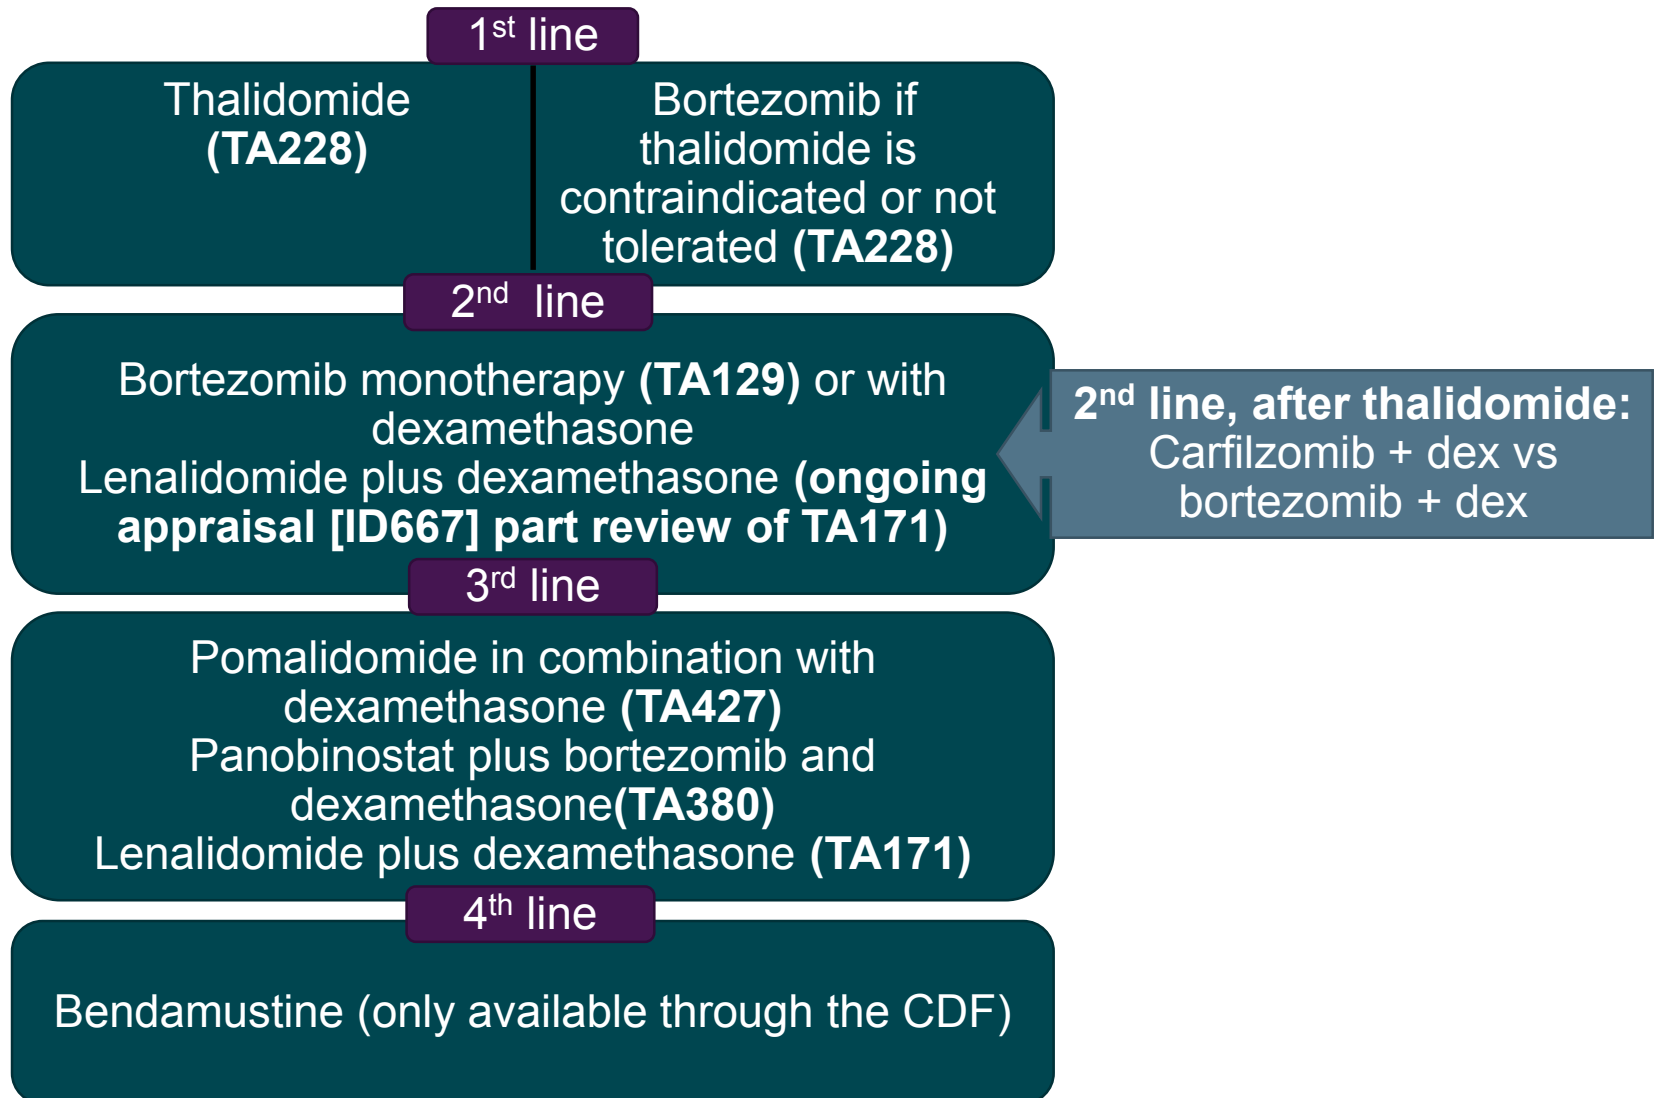 1st line
Thalidomide
(TA228)
Bortezomib if
thalidomide is
contraindicated or not
tolerated (TA228)
2nd line
Bortezomib monotherapy (TA129) or with
dexamethasone
Lenalidomide plus dexamethasone (ongoing
appraisal [ID667] part review of TA171)
2nd line, after thalidomide:
Carfilzomib + dex vs
bortezomib + dex
3rd line
Pomalidomide in combination with
dexamethasone (TA427)
Panobinostat plus bortezomib and
dexamethasone(TA380)
Lenalidomide plus dexamethasone (TA171)
4th line
Bendamustine (only available through the CDF)